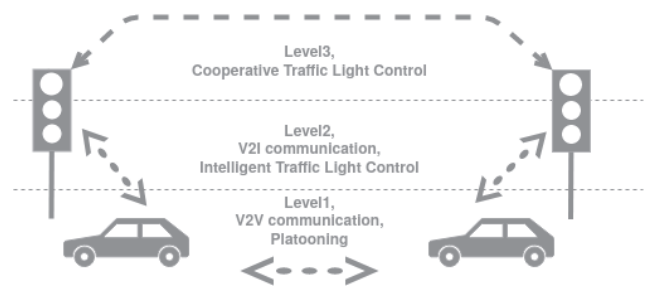 Level3,
Cooperative Traffic Light Control
Level2,
V2I communication,
Intelligent Traffic Light Control
Level1,
V2V communication,
Platooning